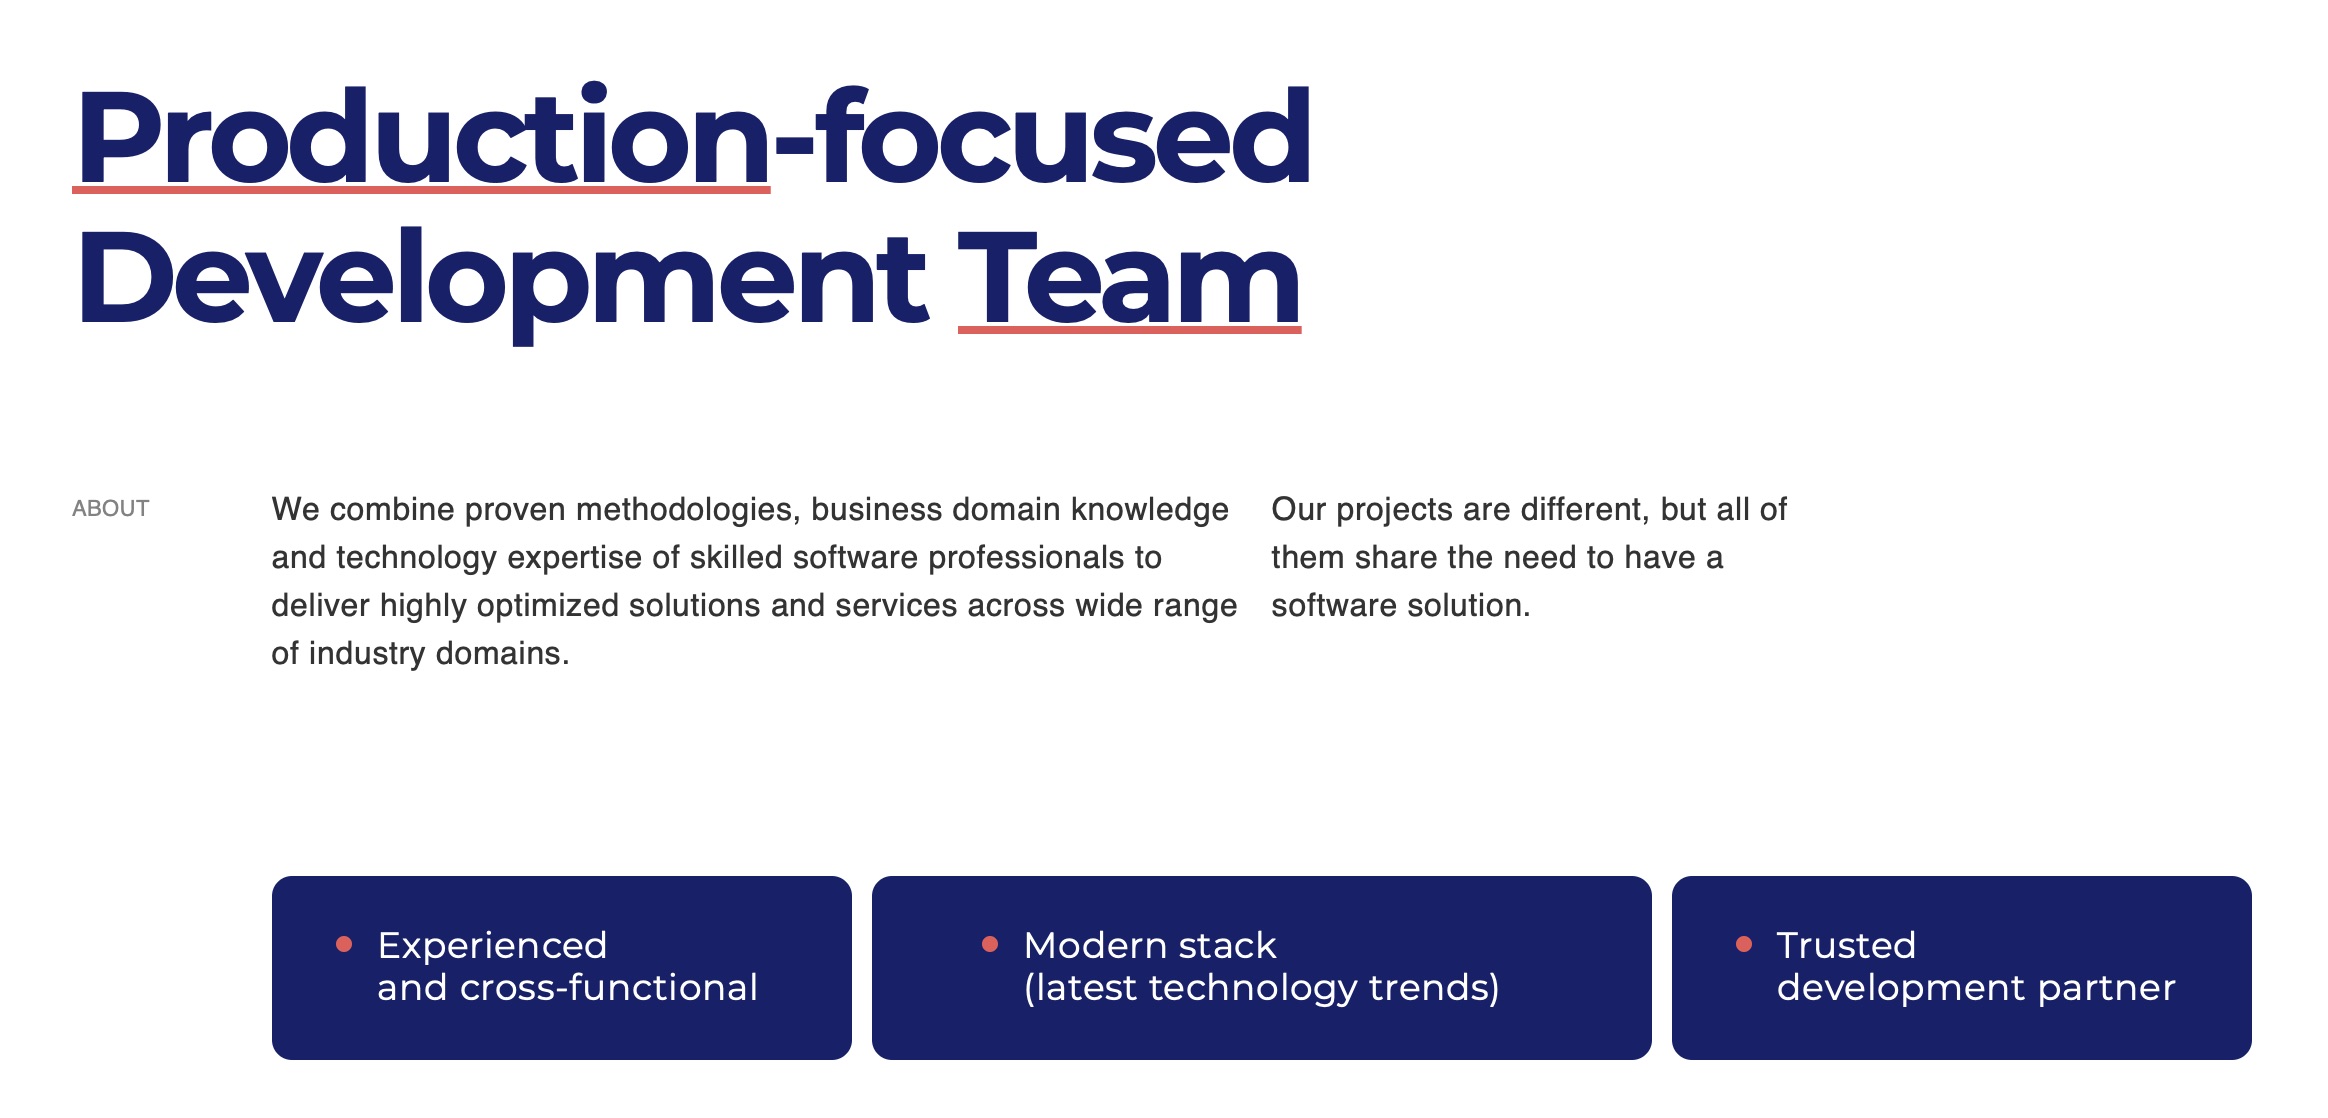 Production-focused
Development Team
ABOUT
We combine proven methodologies, business domain knowledge
and technology expertise of skilled software professionals to
deliver highly optimized solutions and services across wide range
of industry domains.
Our projects are different, but all of
them share the need to have a
software solution.
Experienced
and cross-functional
Modern stack
(latest technology trends)
Trusted
development partner